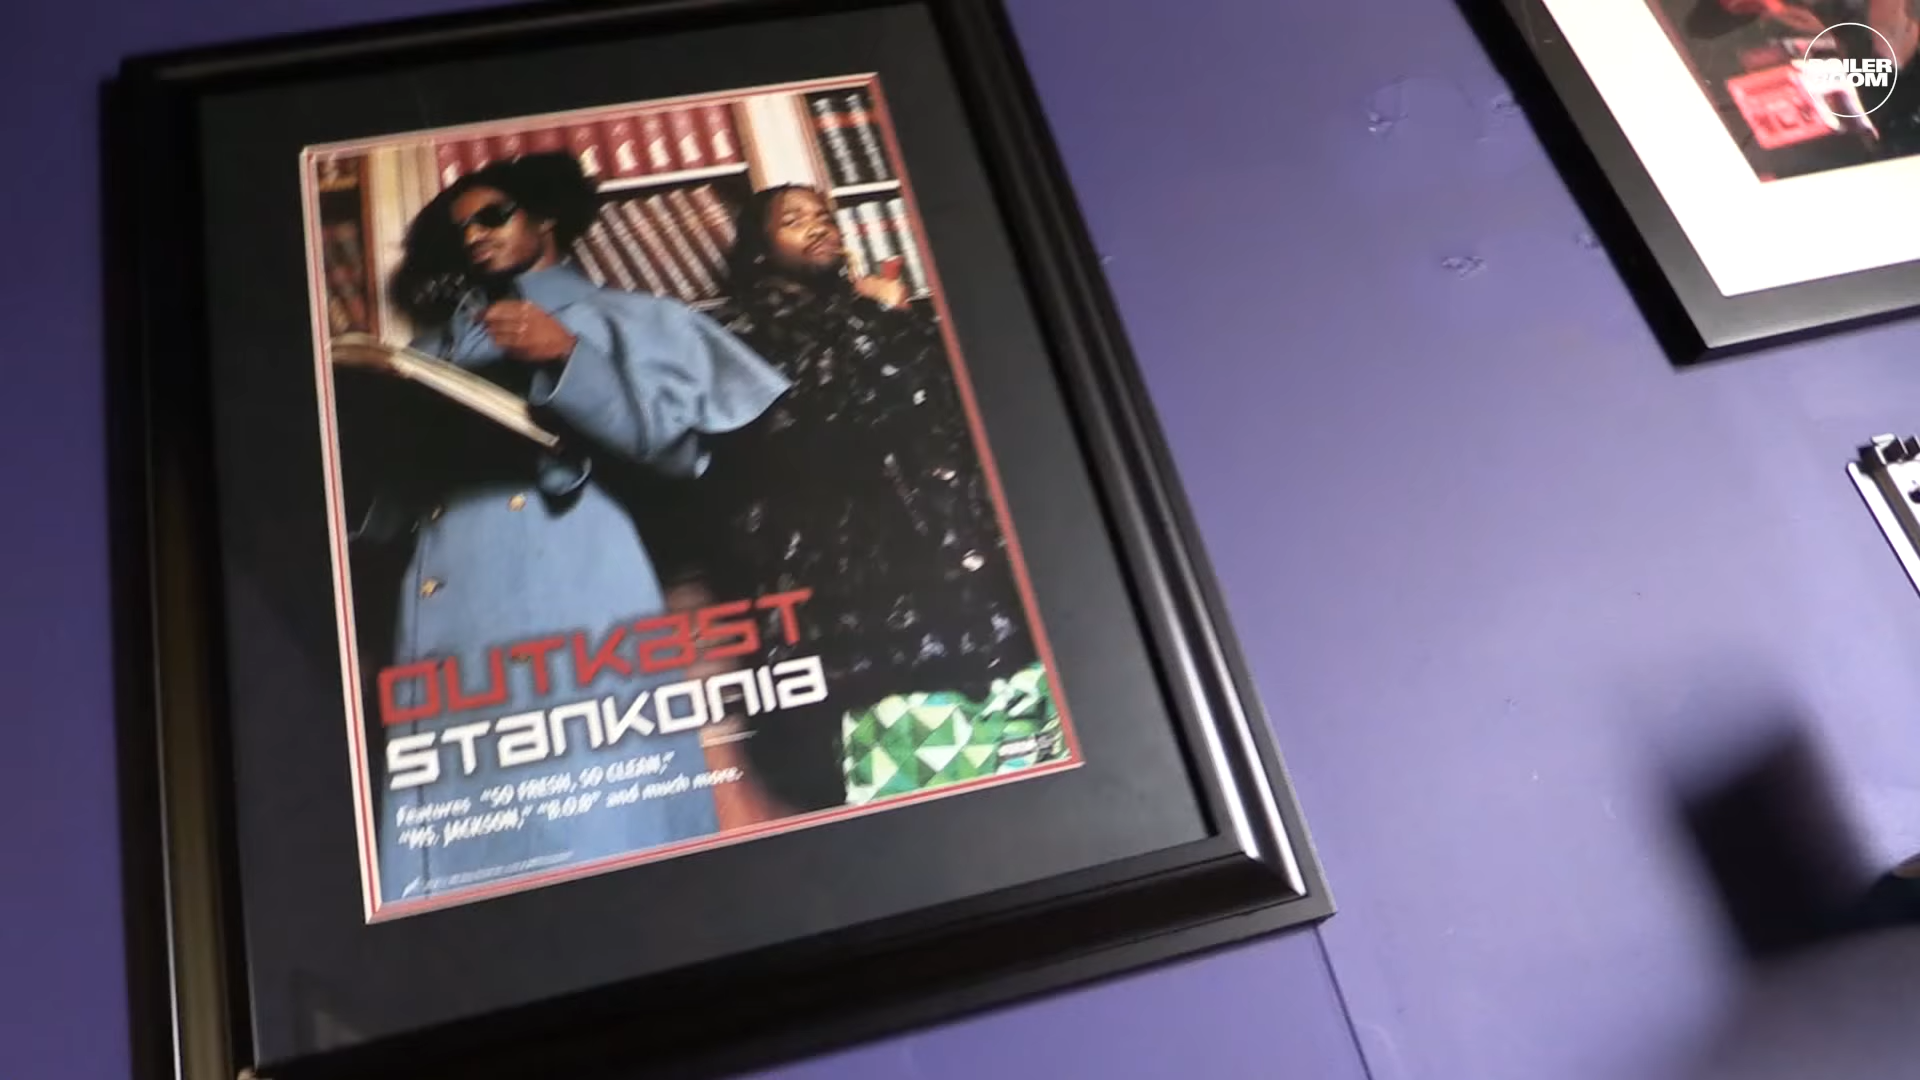 BOILER
ROOM
OUTKAST
STANKONIA
Features "SO FRESH, SO CLEAN,"
"MS. JACKSON," "B.O.B" and much more.